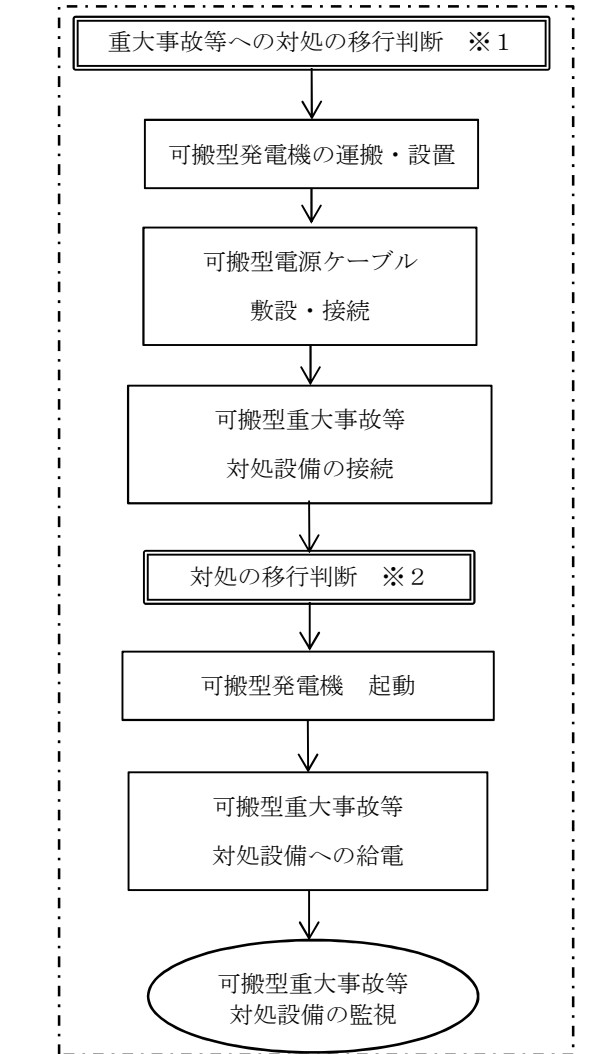 重大事故等への対処の移行判断　※１
可搬型発電機の運搬・設置
可搬型電源ケーブル
敷設・接続
可搬型重大事故等
対処設備の接続
対処の移行判断　※２
可搬型発電機　起動
可搬型重大事故等
対処設備への給電
可搬型重大事故等
対処設備の監視